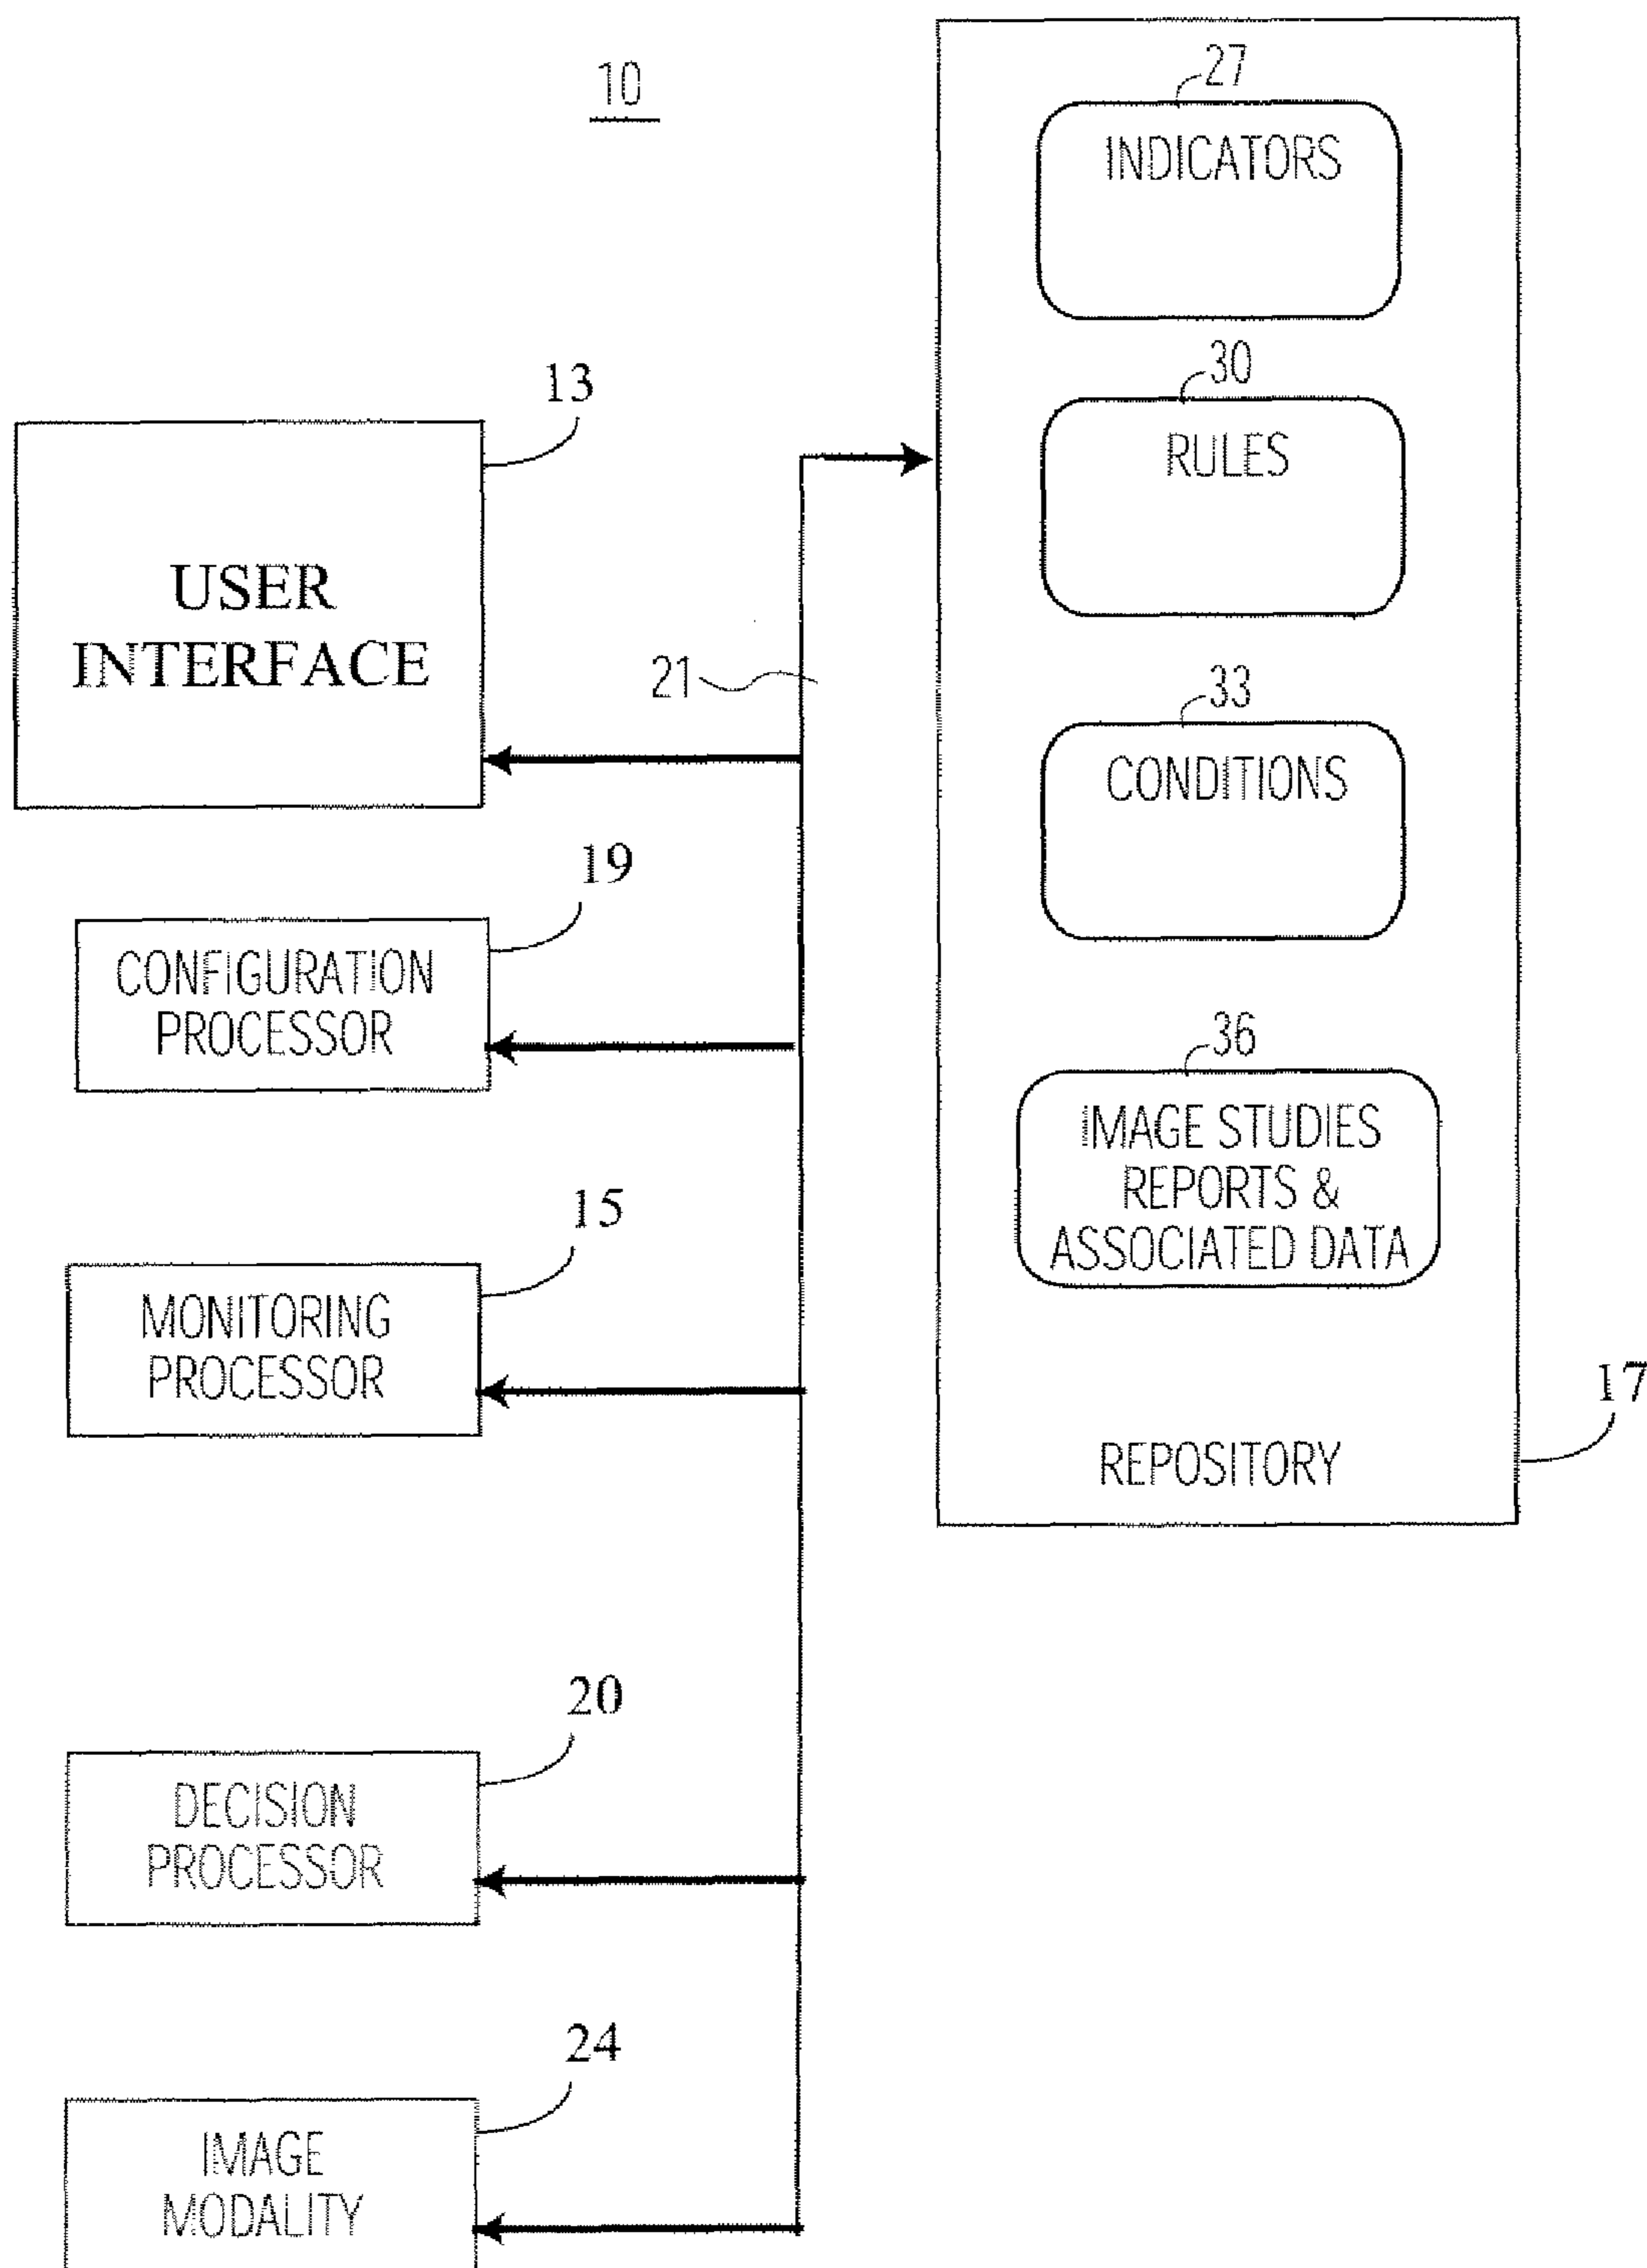 10
27
INDICATORS
30
RULES
13
USER
INTERFACE
21
33
CONDITIONS
19
CONFIGURATION
PROCESSOR
36
IMAGE STUDIES
REPORTS &
ASSOCIATED DATA
15
MONITORING
PROCESSOR
17
REPOSITORY
20
DECISION
PROCESSOR
24
IMAGE
MODALITY